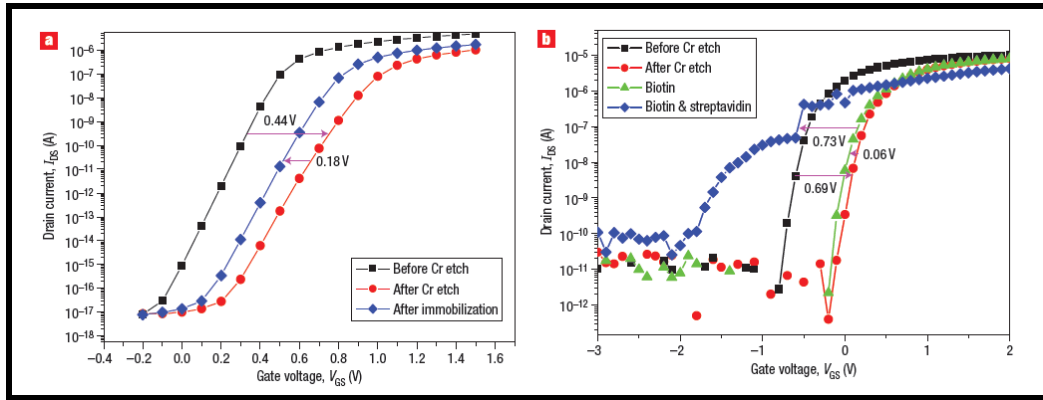 a
Drain current, I_DS (A)
10⁻⁶
10⁻⁷
10⁻⁸
10⁻⁹
10⁻¹⁰
10⁻¹¹
10⁻¹²
10⁻¹³
10⁻¹⁴
10⁻¹⁵
10⁻¹⁶
10⁻¹⁷
10⁻¹⁸
0.44 V
0.18 V
Before Cr etch
After Cr etch
After immobilization
−0.4 −0.2 0.0 0.2 0.4 0.6 0.8 1.0 1.2 1.4 1.6
Gate voltage, V_GS (V)
b
Before Cr etch
After Cr etch
Biotin
Biotin & streptavidin
Drain current, I_DS (A)
10⁻⁵
10⁻⁶
10⁻⁷
10⁻⁸
10⁻⁹
10⁻¹⁰
10⁻¹¹
10⁻¹²
0.73 V
0.06 V
0.69 V
−3 −2 −1 0 1 2
Gate voltage, V_GS (V)